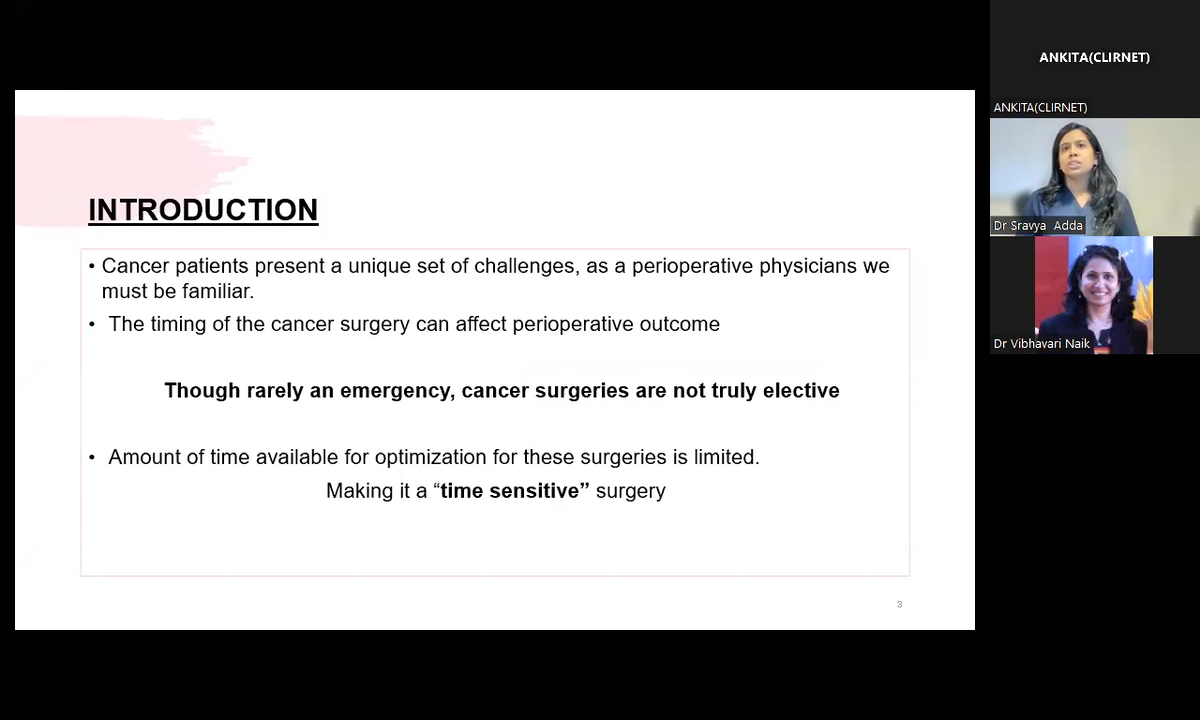 INTRODUCTION
• Cancer patients present a unique set of challenges, as a perioperative physicians we
must be familiar.
• The timing of the cancer surgery can affect perioperative outcome
Though rarely an emergency, cancer surgeries are not truly elective
• Amount of time available for optimization for these surgeries is limited.
Making it a “time sensitive” surgery
3
ANKITA(CLIRNET)
ANKITA(CLIRNET)
Dr Sravya Adda
Dr Vibhavari Naik